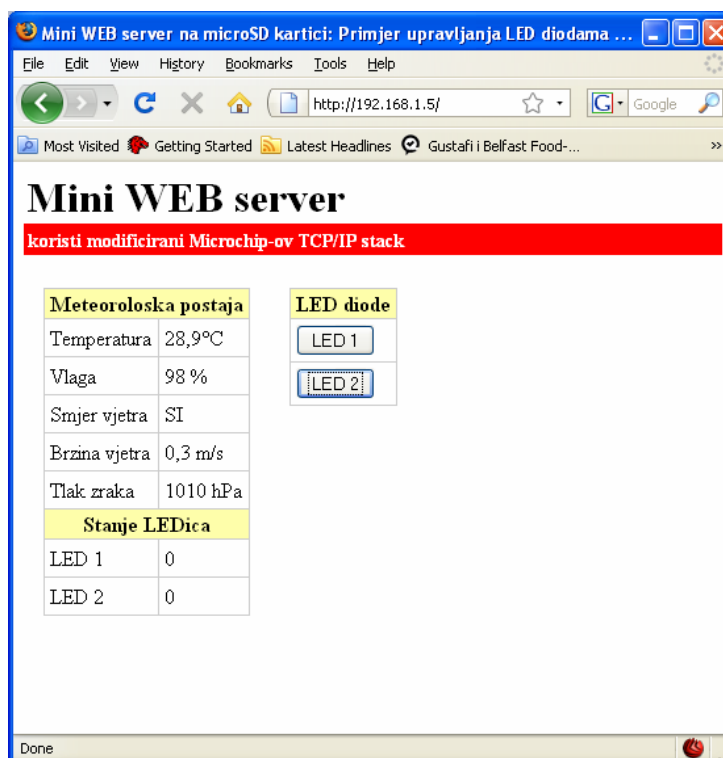 Mini WEB server na microSD kartici: Primjer upravljanja LED diodama ...
File Edit View History Bookmarks Tools Help
http://192.168.1.5/ G Google
Most Visited Getting Started Latest Headlines Gustafi i Belfast Food-... »
Mini WEB server
koristi modificirani Microchip-ov TCP/IP stack
Meteoroloska postaja
Temperatura 28,9°C
Vlaga 98 %
Smjer vjetra SI
Brzina vjetra 0,3 m/s
Tlak zraka 1010 hPa
Stanje LEDica
LED 1 0
LED 2 0
LED diode
LED 1
LED 2
Done